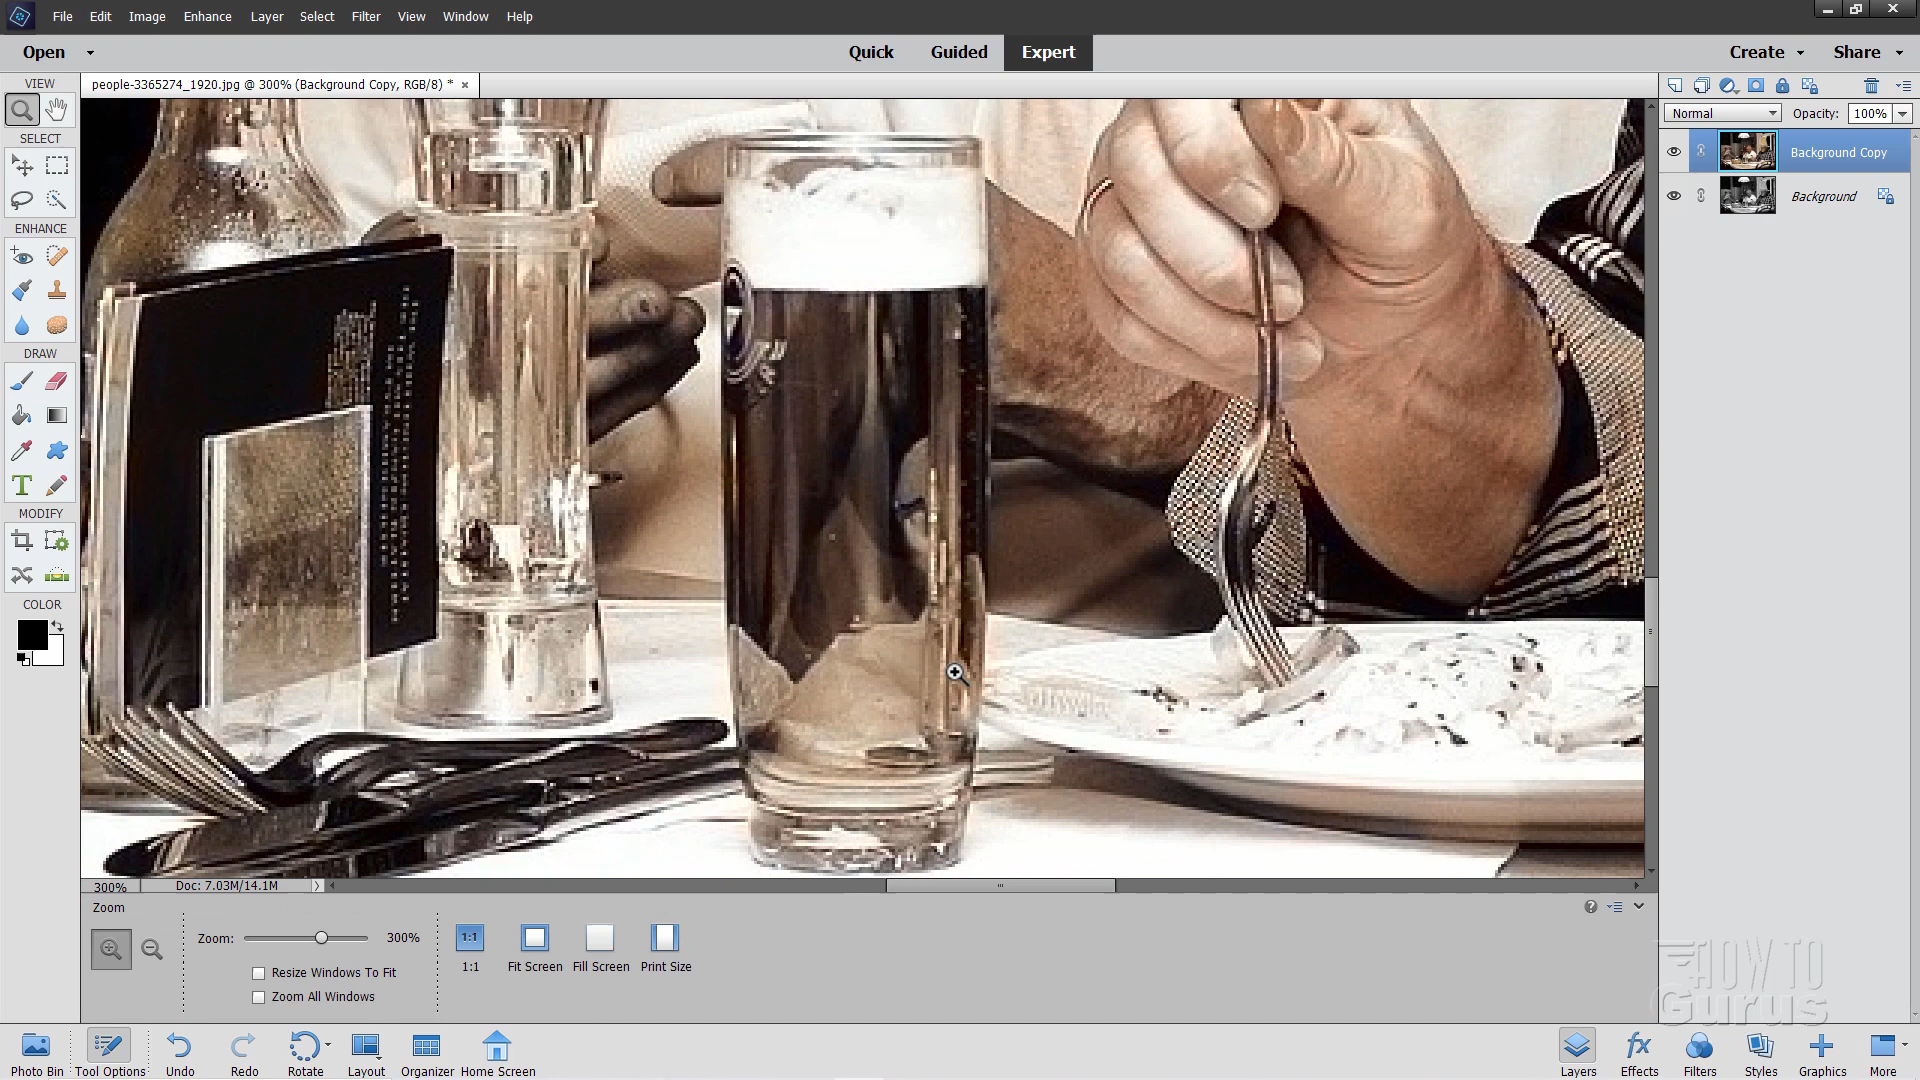 File Edit Image Enhance Layer Select Filter View Window Help
Open Quick Guided Expert Create Share
VIEW people-3365274_1920.jpg @ 300% (Background Copy, RGB/8) * ×
Normal Opacity: 100%
SELECT
Background Copy
Background
ENHANCE
DRAW
T
MODIFY
COLOR
300% Doc: 7.03M/14.1M
Zoom
Zoom: 300% 1:1
1:1 Fit Screen Fill Screen Print Size
Resize Windows To Fit
Zoom All Windows
HOW TO
Gurus
fx
Photo Bin Tool Options Undo Redo Rotate Layout Organizer Home Screen Layers Effects Filters Styles Graphics More